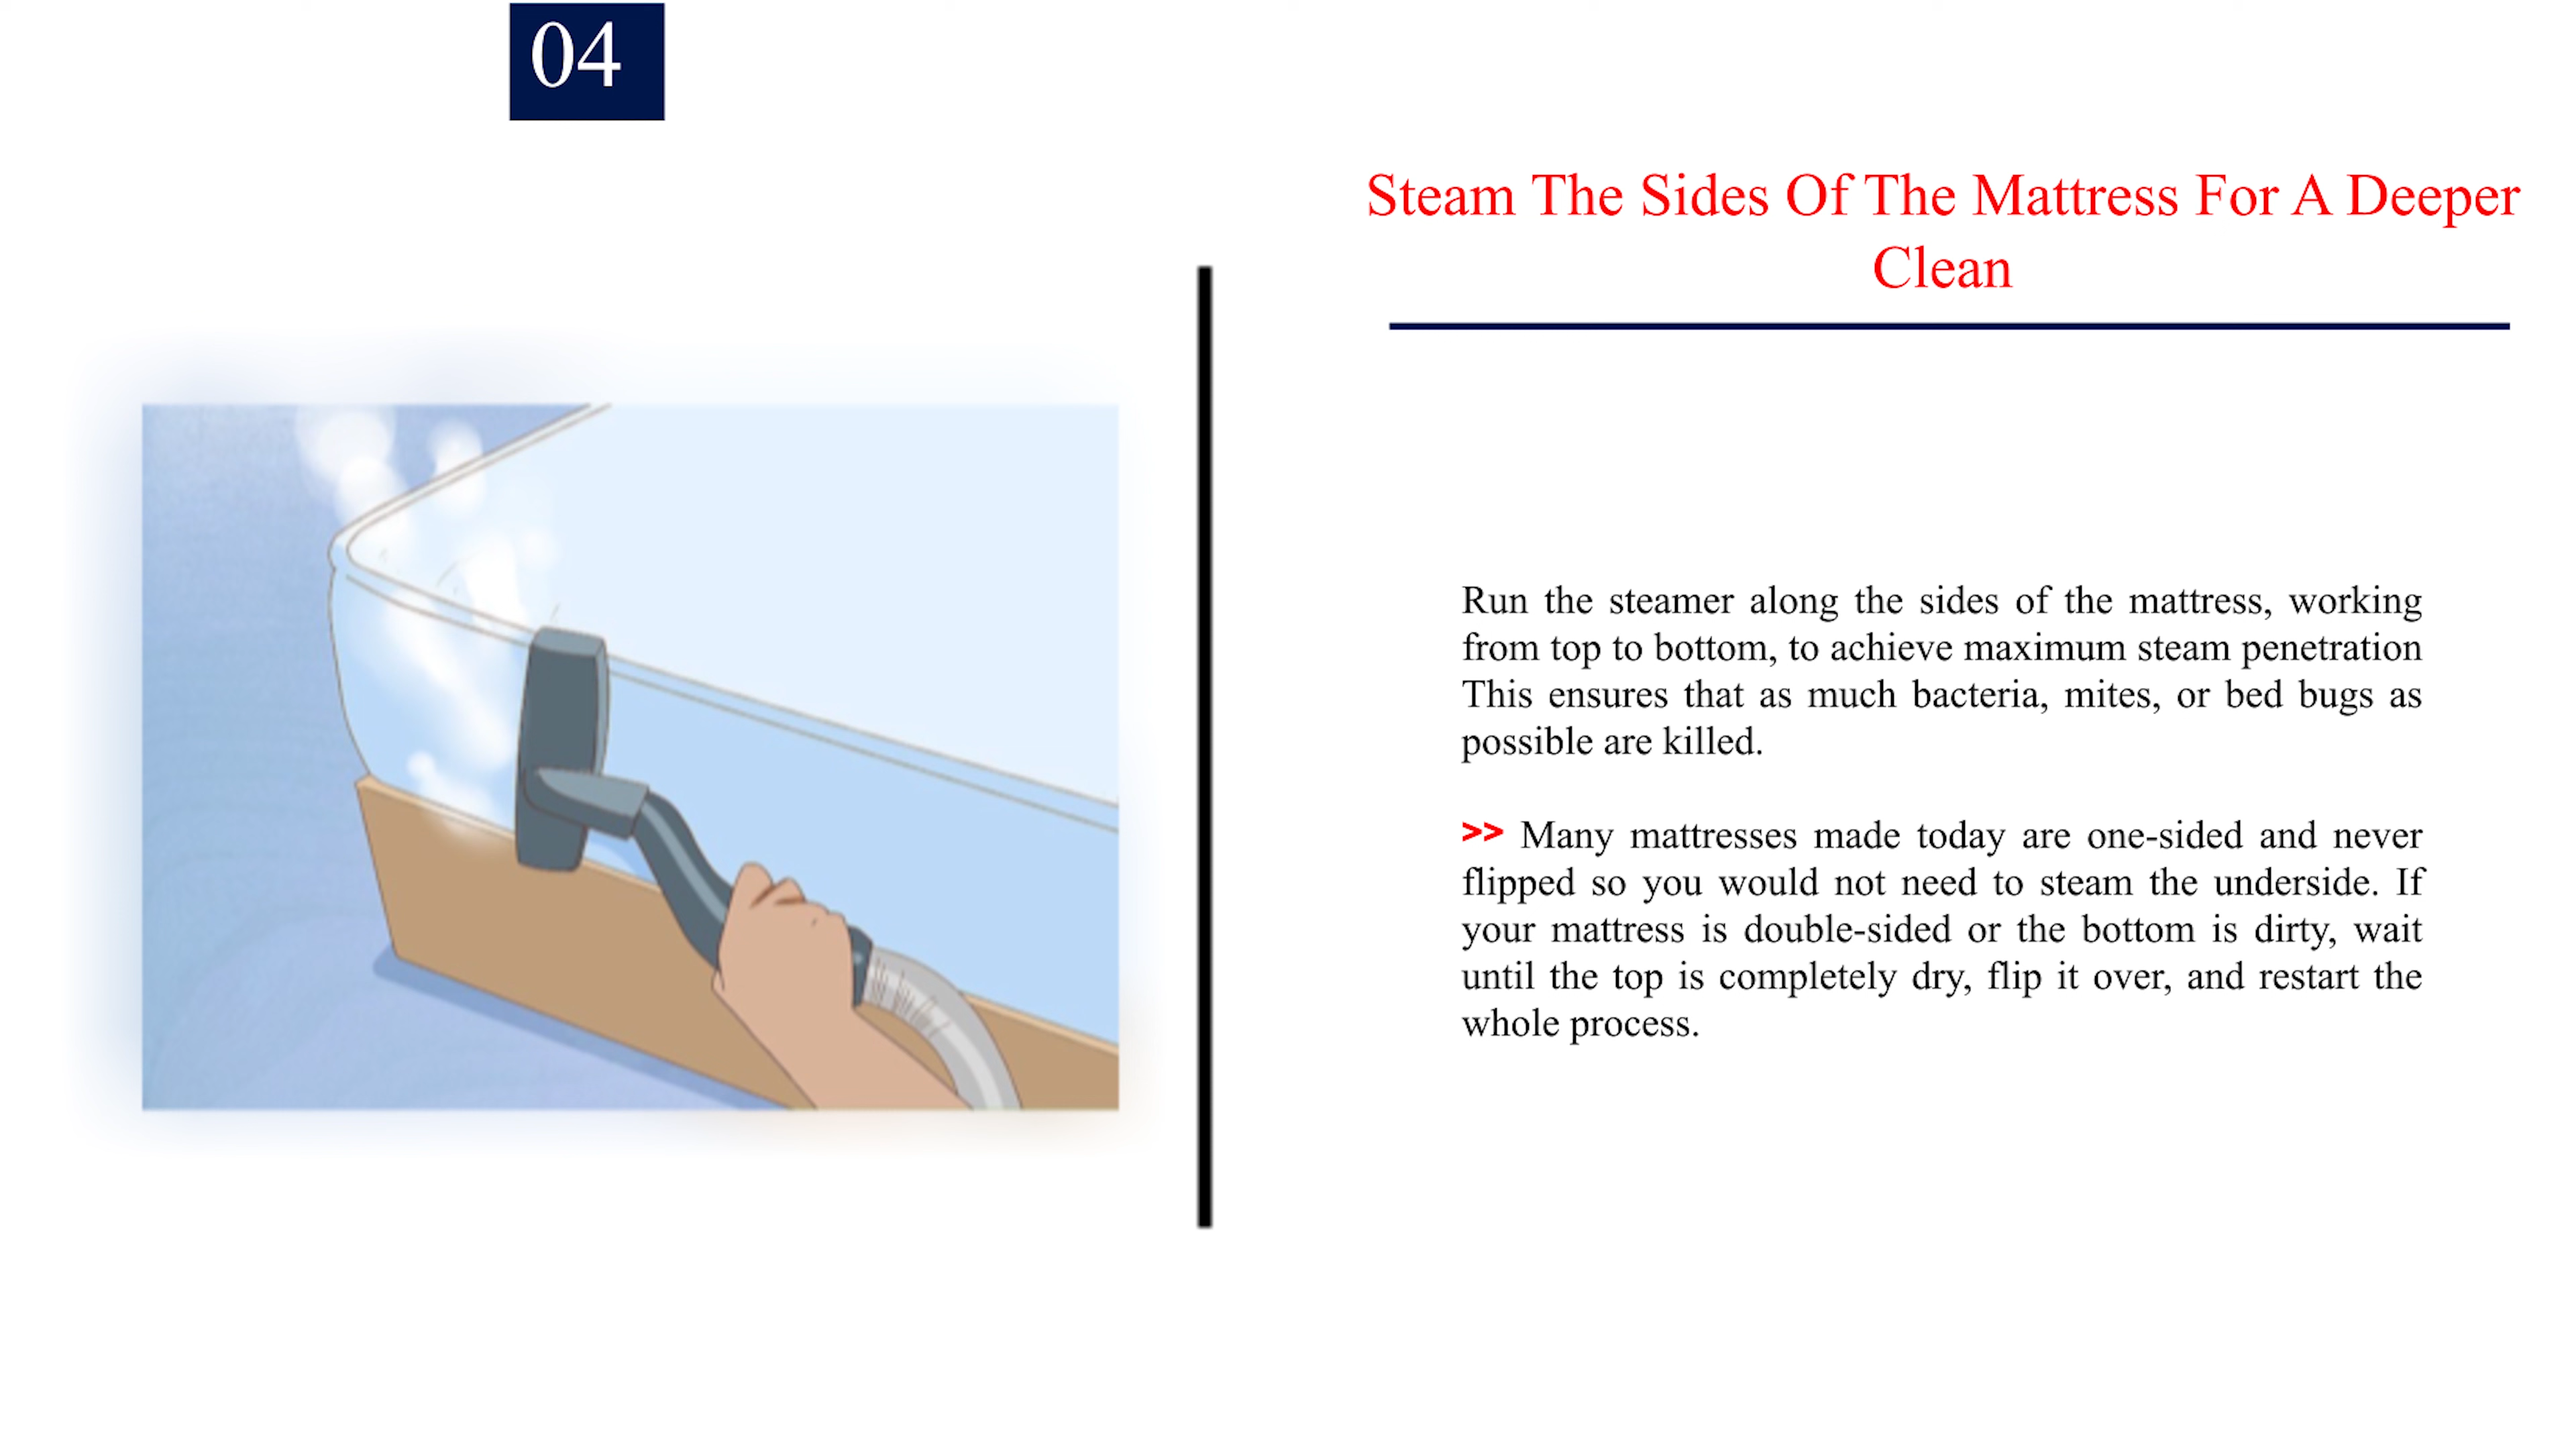 04
Steam The Sides Of The Mattress For A Deeper
Clean
Run the steamer along the sides of the mattress, working
from top to bottom, to achieve maximum steam penetration
This ensures that as much bacteria, mites, or bed bugs as
possible are killed.
>> Many mattresses made today are one-sided and never
flipped so you would not need to steam the underside. If
your mattress is double-sided or the bottom is dirty, wait
until the top is completely dry, flip it over, and restart the
whole process.